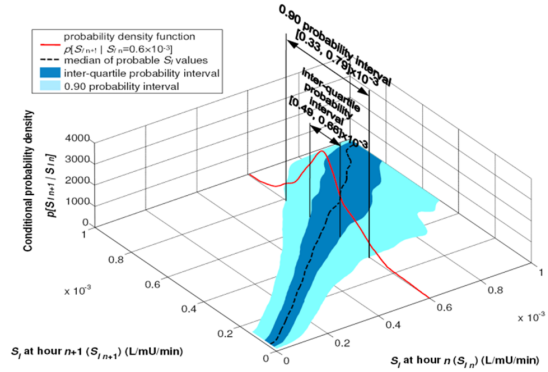 probability density function
p[S I n+1 | S I n=0.6×10-3]
median of probable SI values
inter-quartile probability interval
0.90 probability interval
0.90 probability interval
[0.33, 0.79]×10-3
Inter-quartile
probability
interval
[0.49, 0.66]×10-3
Conditional probability density
p[S I n+1 | S I n]
4000
3000
2000
1000
0
1
0.8
0.6
0.4
0.2
0
x 10-3
SI at hour n+1 (SI n+1) (L/mU/min)
0
0.2
0.4
0.6
0.8
1
x 10-3
SI at hour n (SI n) (L/mU/min)